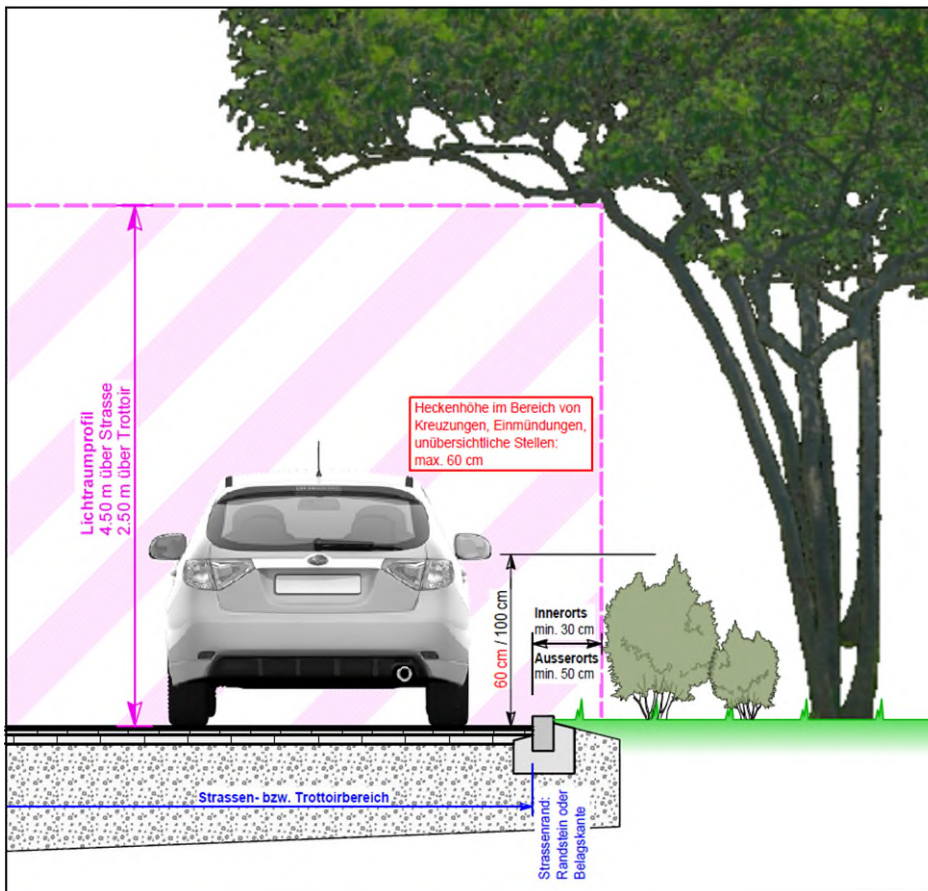 Lichtraumprofil
4.50 m über Strasse
2.50 m über Trottoir
Heckenhöhe im Bereich von
Kreuzungen, Einmündungen,
unübersichtliche Stellen:
max. 60 cm
60 cm / 100 cm
Innerorts
min. 30 cm
Ausserorts
min. 50 cm
Strassen- bzw. Trottoirbereich
Strassenrand:
Randstein oder
Belagskante